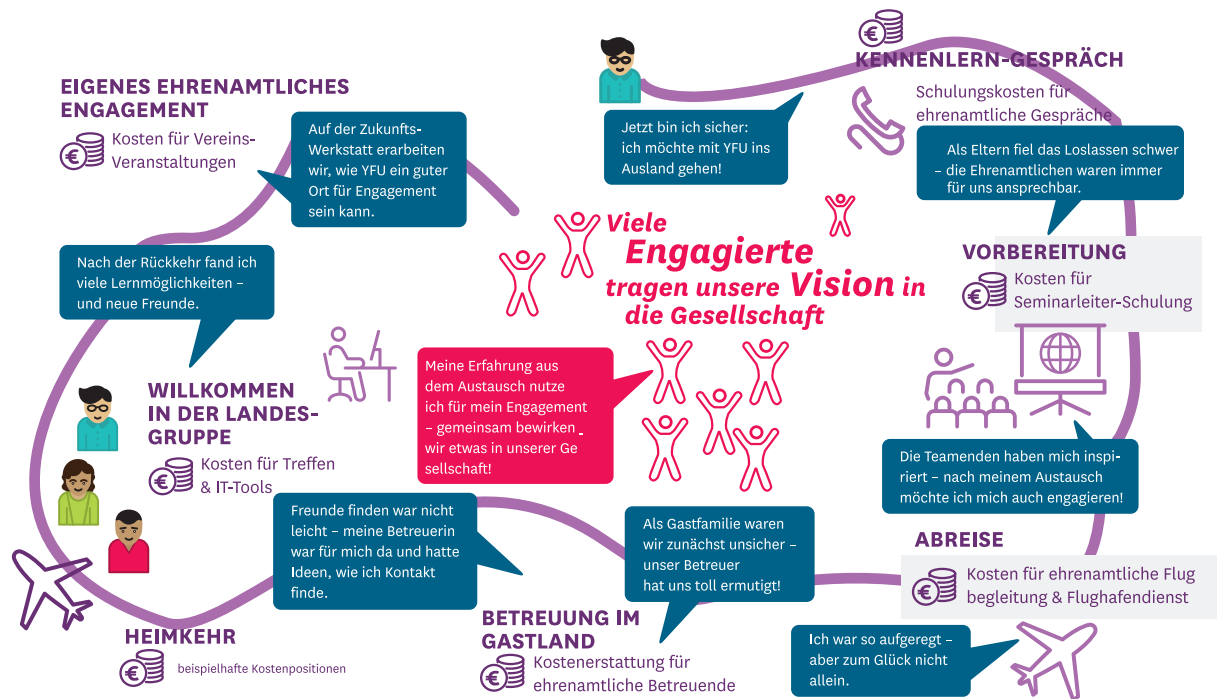 KENNENLERN-GESPRÄCH
Schulungskosten für
ehrenamtliche Gespräche
Jetzt bin ich sicher:
ich möchte mit YFU ins
Ausland gehen!
Als Eltern fiel das Loslassen schwer
– die Ehrenamtlichen waren immer
für uns ansprechbar.
VORBEREITUNG
€
Kosten für
Seminarleiter-Schulung
Die Teamenden haben mich inspi-
riert – nach meinem Austausch
möchte ich mich auch engagieren!
ABREISE
€
Kosten für ehrenamtliche Flug
begleitung & Flughafendienst
Ich war so aufgeregt –
aber zum Glück nicht
allein.
Als Gastfamilie waren
wir zunächst unsicher –
unser Betreuer
hat uns toll ermutigt!
BETREUUNG IM
GASTLAND
€
Kostenerstattung für
ehrenamtliche Betreuende
Freunde finden war nicht
leicht – meine Betreuerin
war für mich da und hatte
Ideen, wie ich Kontakt
finde.
HEIMKEHR
€
beispielhafte Kostenpositionen
WILLKOMMEN
IN DER LANDES-
GRUPPE
€
Kosten für Treffen
& IT-Tools
Nach der Rückkehr fand ich
viele Lernmöglichkeiten –
und neue Freunde.
EIGENES EHRENAMTLICHES
ENGAGEMENT
€
Kosten für Vereins-
Veranstaltungen
Auf der Zukunfts-
Werkstatt erarbeiten
wir, wie YFU ein guter
Ort für Engagement
sein kann.
Viele
Engagierte
tragen unsere Vision in
die Gesellschaft
Meine Erfahrung aus
dem Austausch nutze
ich für mein Engagement
– gemeinsam bewirken
wir etwas in unserer Ge
sellschaft!
€